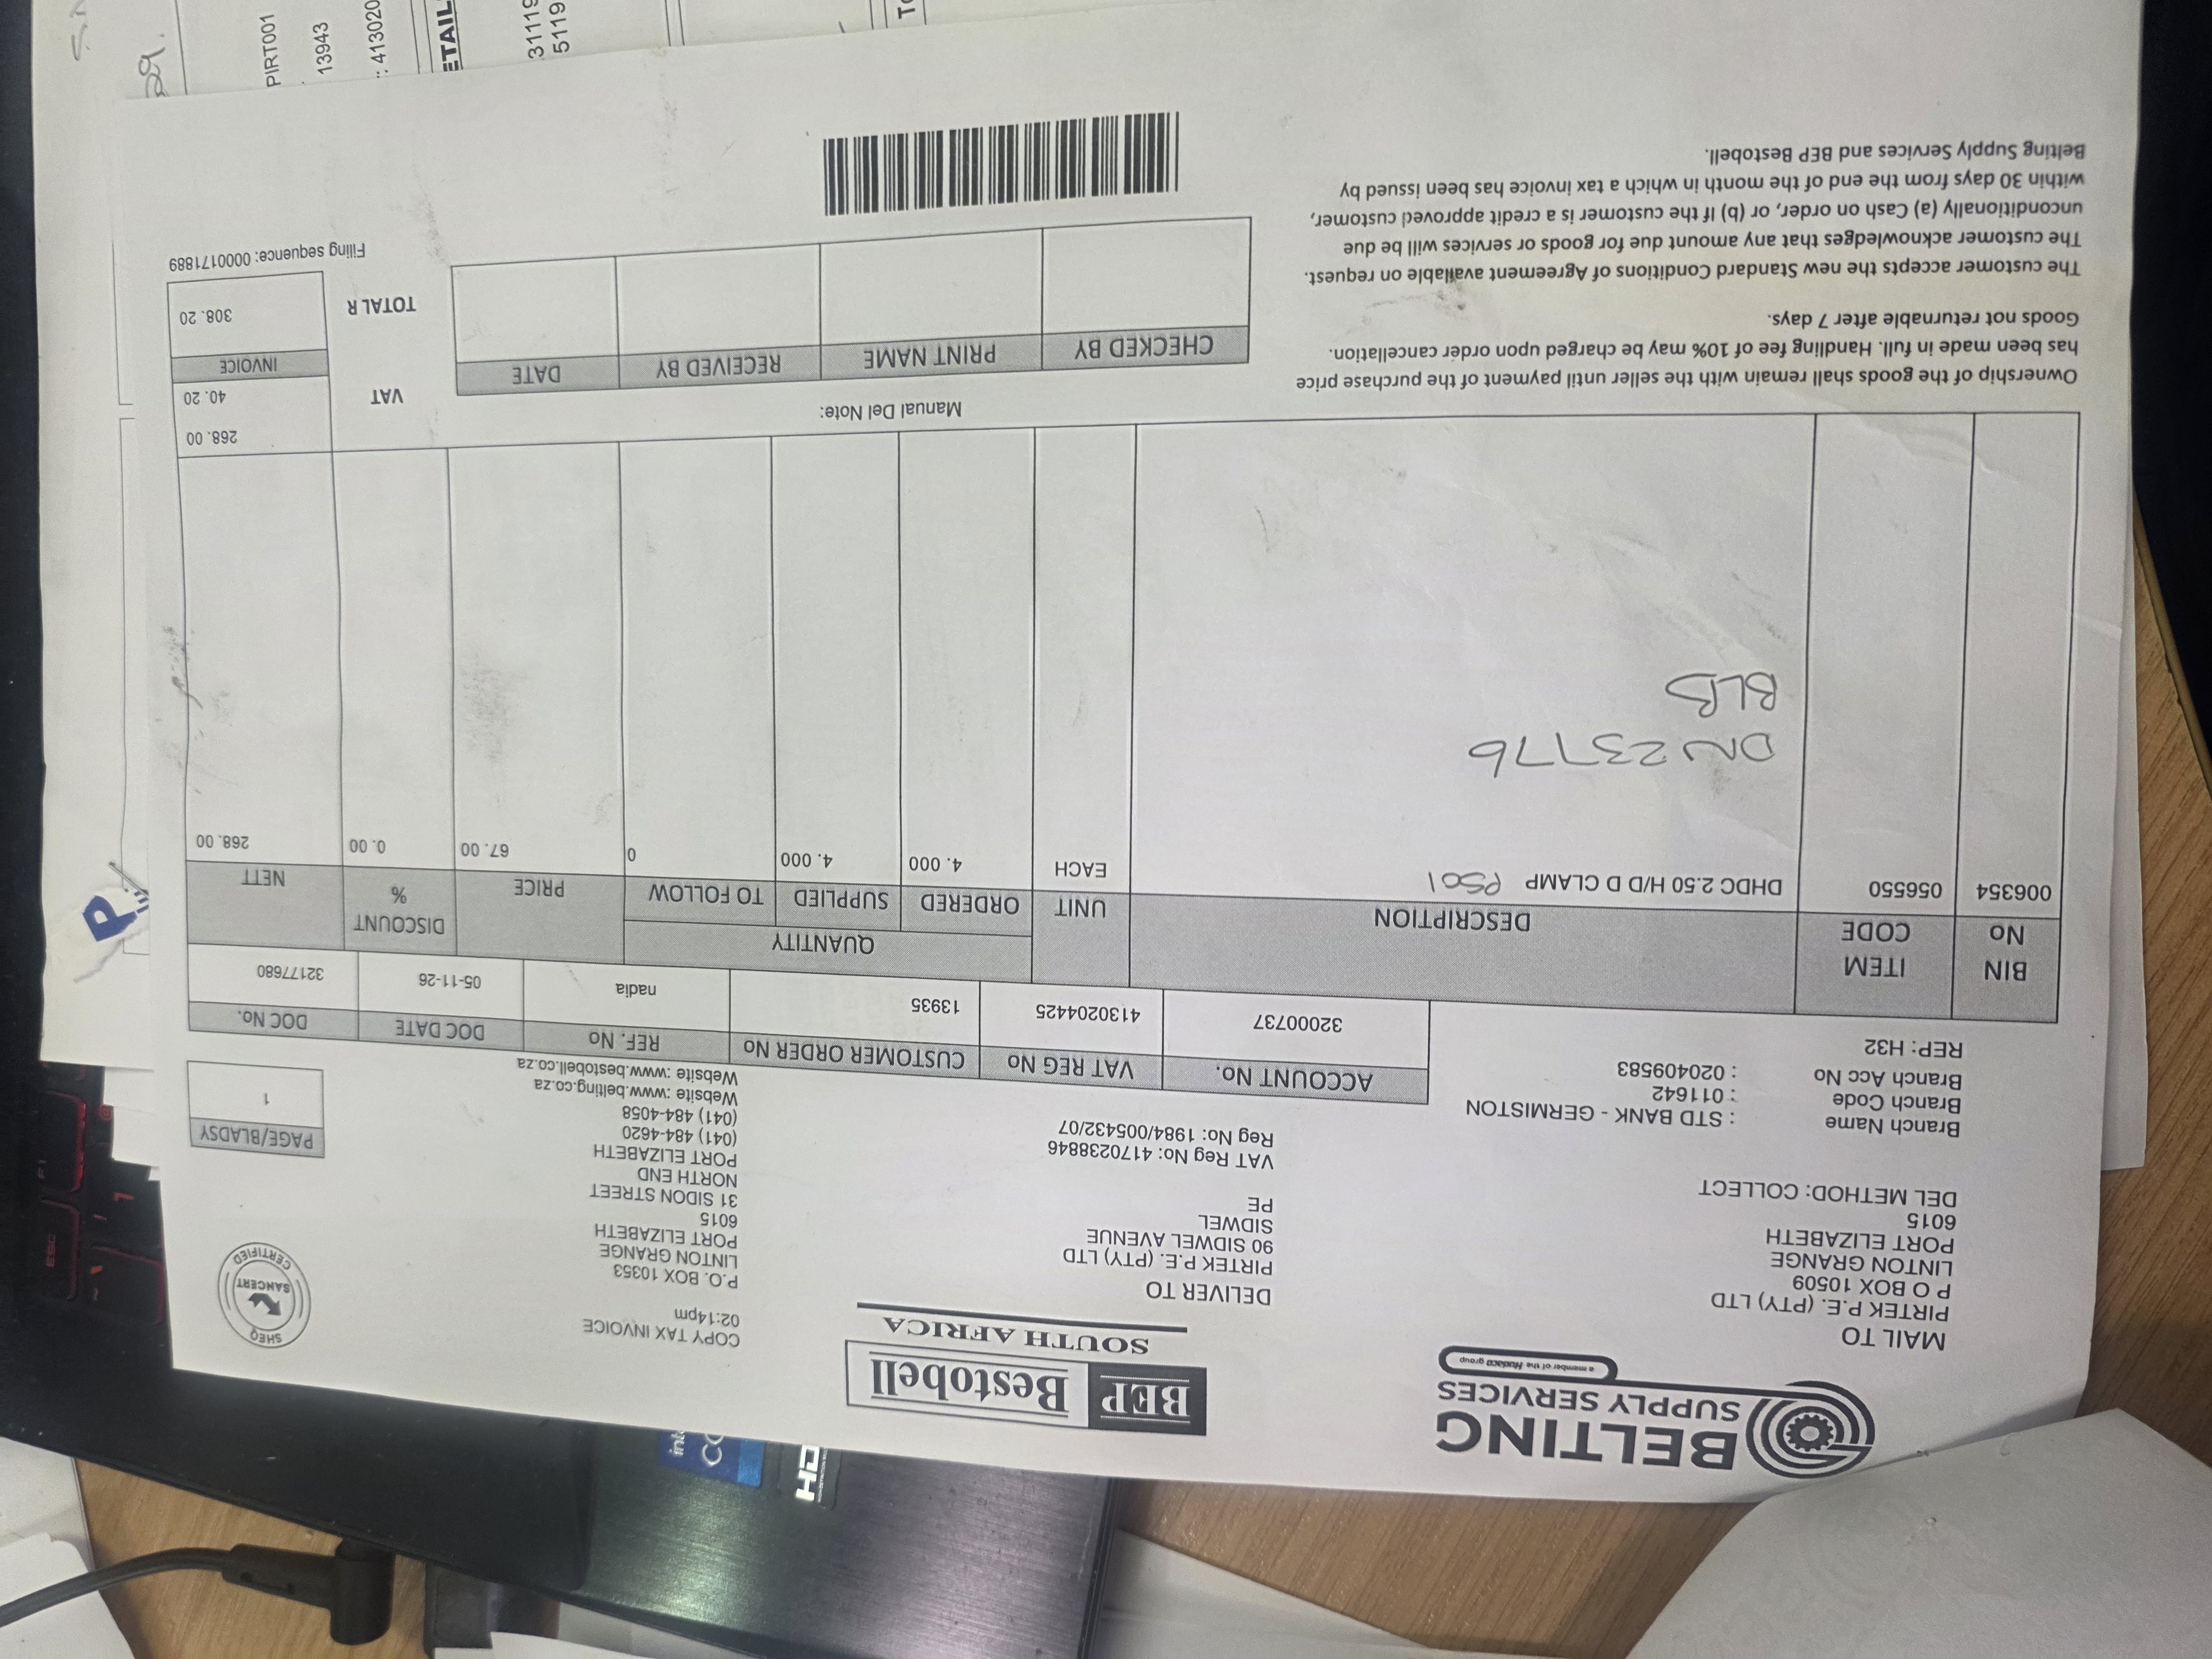 BELTING
SUPPLY SERVICES
a member of the Hudaco group
BEP Bestobell
SOUTH AFRICA
SHEQ
SANCERT
CERTIFIED
COPY TAX INVOICE
02:14pm
MAIL TO
PIRTEK P.E. (PTY) LTD
P O BOX 10509
LINTON GRANGE
PORT ELIZABETH
6015
DEL METHOD: COLLECT
DELIVER TO
PIRTEK P.E. (PTY) LTD
90 SIDWEL AVENUE
SIDWEL
PE
P.O. BOX 10353
LINTON GRANGE
PORT ELIZABETH
6015
31 SIDON STREET
NORTH END
PORT ELIZABETH
(041) 484-4620
(041) 484-4058
Website :www.belting.co.za
Website :www.bestobell.co.za
PAGE/BLADSY
1
VAT Reg No: 4170238846
Reg No: 1984/005432/07
Branch Name : STD BANK - GERMISTON
Branch Code : 011642
Branch Acc No : 020409583
REP: H32
ACCOUNT No. VAT REG No CUSTOMER ORDER No REF. No DOC DATE DOC No.
32000737 4130204425 13935 nadia 05-11-26 32177680
BIN No ITEM CODE DESCRIPTION UNIT QUANTITY ORDERED SUPPLIED TO FOLLOW PRICE DISCOUNT % NETT
006354 056550 DHDC 2.50 H/D D CLAMP PS01 EACH 4.000 4.000 0 67.00 0.00 268.00
DN 23776
BLB
268.00
Manual Del Note: VAT 40.20
INVOICE
TOTAL R 308.20
Filing sequence: 0000171889
CHECKED BY PRINT NAME RECEIVED BY DATE
Ownership of the goods shall remain with the seller until payment of the purchase price
has been made in full. Handling fee of 10% may be charged upon order cancellation.
Goods not returnable after 7 days.
The customer accepts the new Standard Conditions of Agreement available on request.
The customer acknowledges that any amount due for goods or services will be due
unconditionally (a) Cash on order, or (b) If the customer is a credit approved customer,
within 30 days from the end of the month in which a tax invoice has been issued by
Belting Supply Services and BEP Bestobell.
PIRT001
13943
: 413020
ETAIL
31119
5119
29.
P
ESC
F1
HD